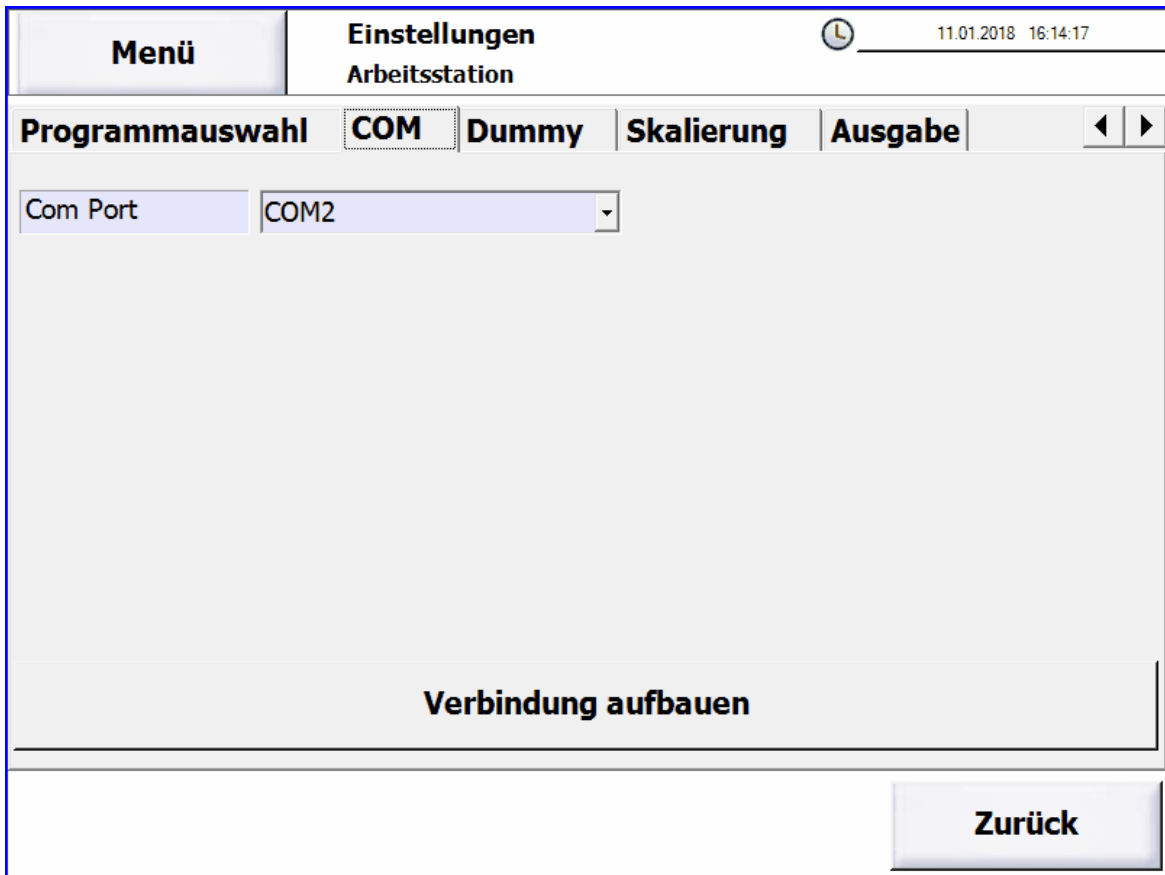 Menü
Einstellungen
11.01.2018 16:14:17
Arbeitsstation
Programmauswahl COM Dummy Skalierung Ausgabe
Com Port COM2
Verbindung aufbauen
Zurück